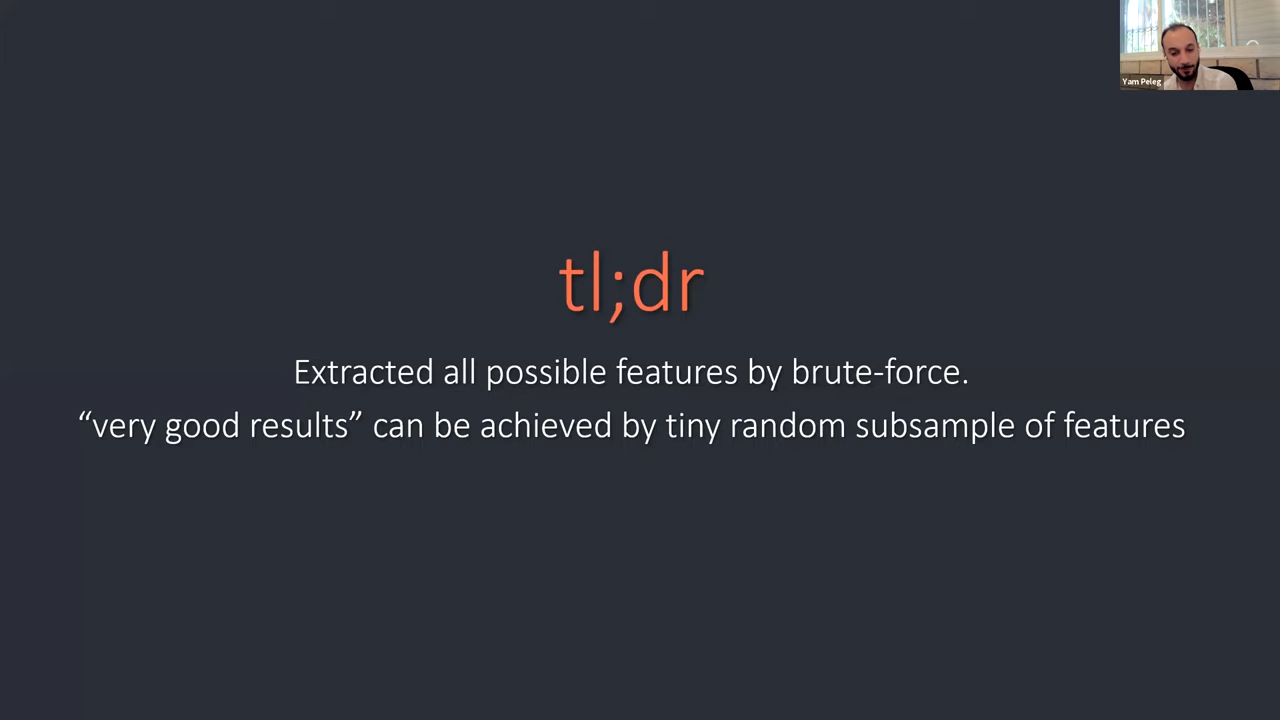 Yam Peleg
tl;dr
Extracted all possible features by brute-force.
“very good results” can be achieved by tiny random subsample of features